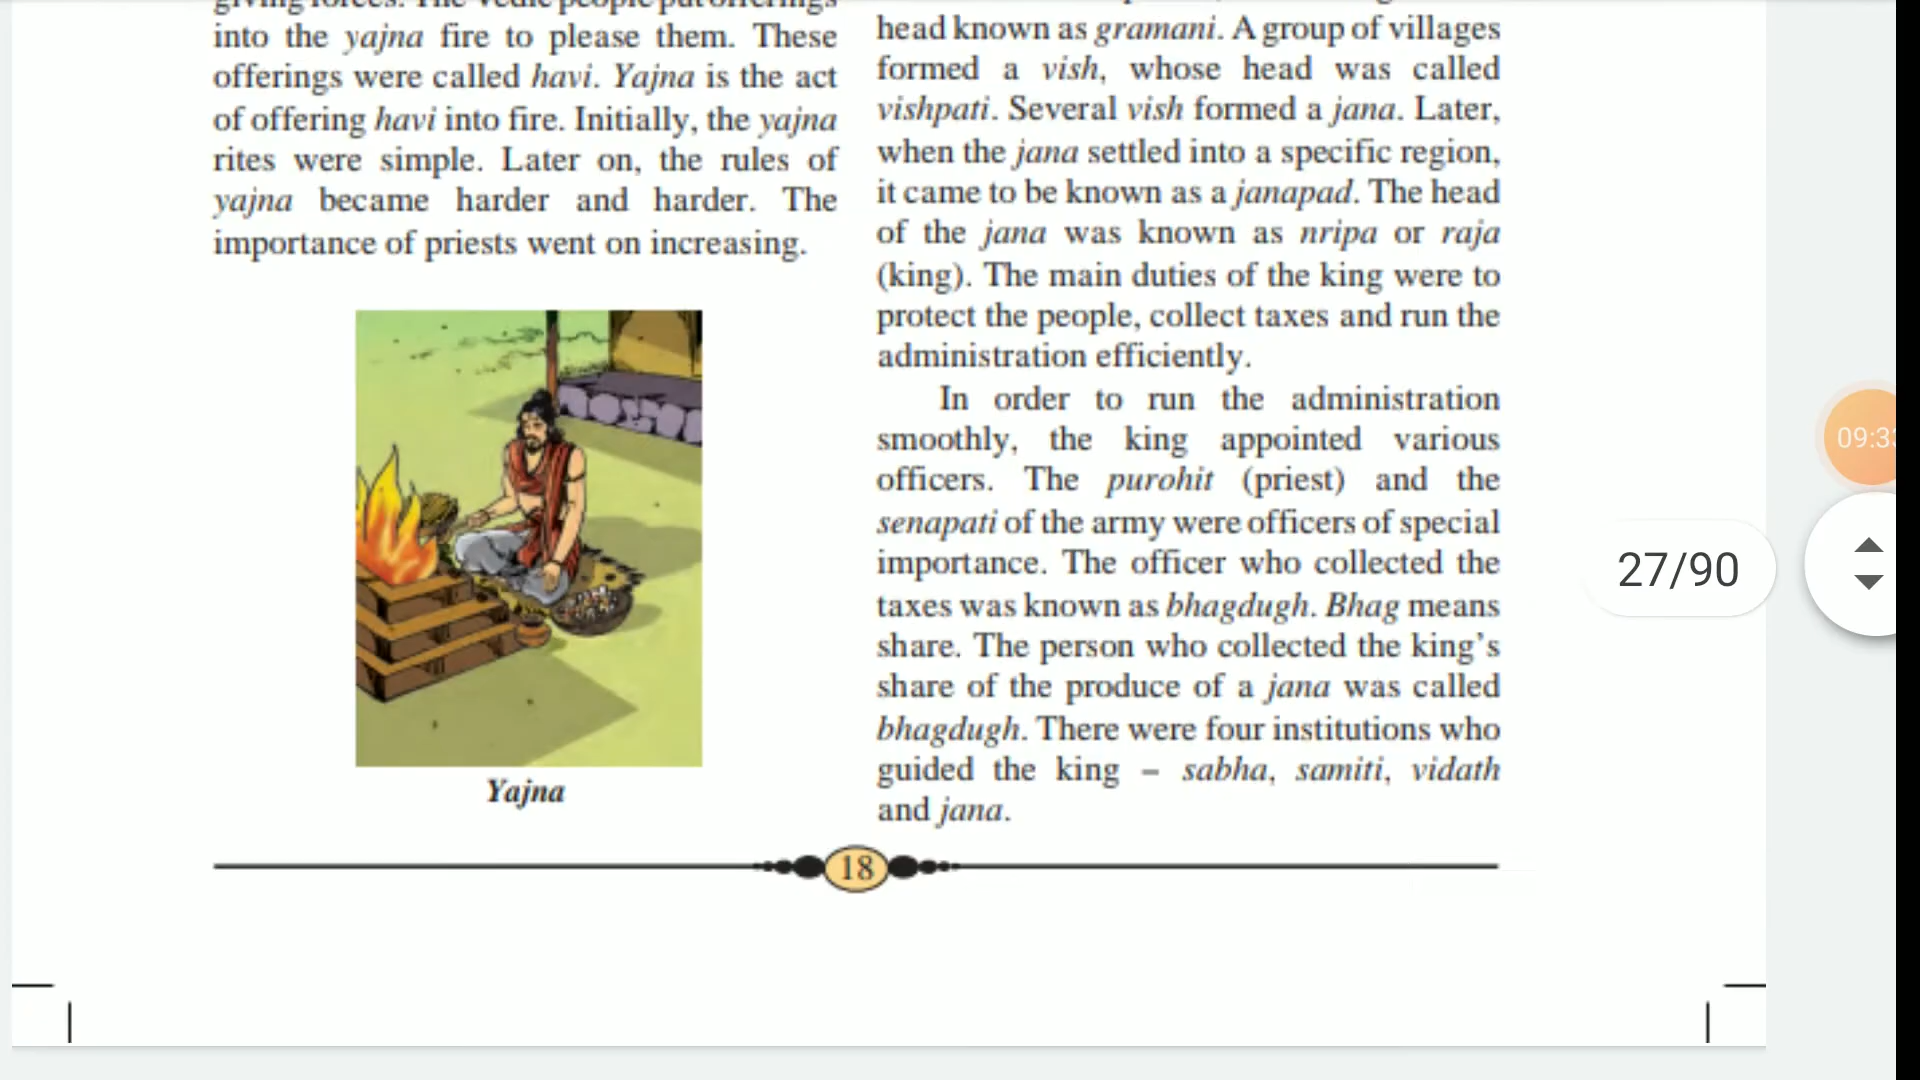 giving forces. The Vedic people put offerings
into the yajna fire to please them. These
offerings were called havi. Yajna is the act
of offering havi into fire. Initially, the yajna
rites were simple. Later on, the rules of
yajna became harder and harder. The
importance of priests went on increasing.
Yajna
head known as gramani. A group of villages
formed a vish, whose head was called
vishpati. Several vish formed a jana. Later,
when the jana settled into a specific region,
it came to be known as a janapad. The head
of the jana was known as nripa or raja
(king). The main duties of the king were to
protect the people, collect taxes and run the
administration efficiently.
In order to run the administration
smoothly, the king appointed various
officers. The purohit (priest) and the
senapati of the army were officers of special
importance. The officer who collected the
taxes was known as bhagdugh. Bhag means
share. The person who collected the king's
share of the produce of a jana was called
bhagdugh. There were four institutions who
guided the king – sabha, samiti, vidath
and jana.
18
27/90
09:3